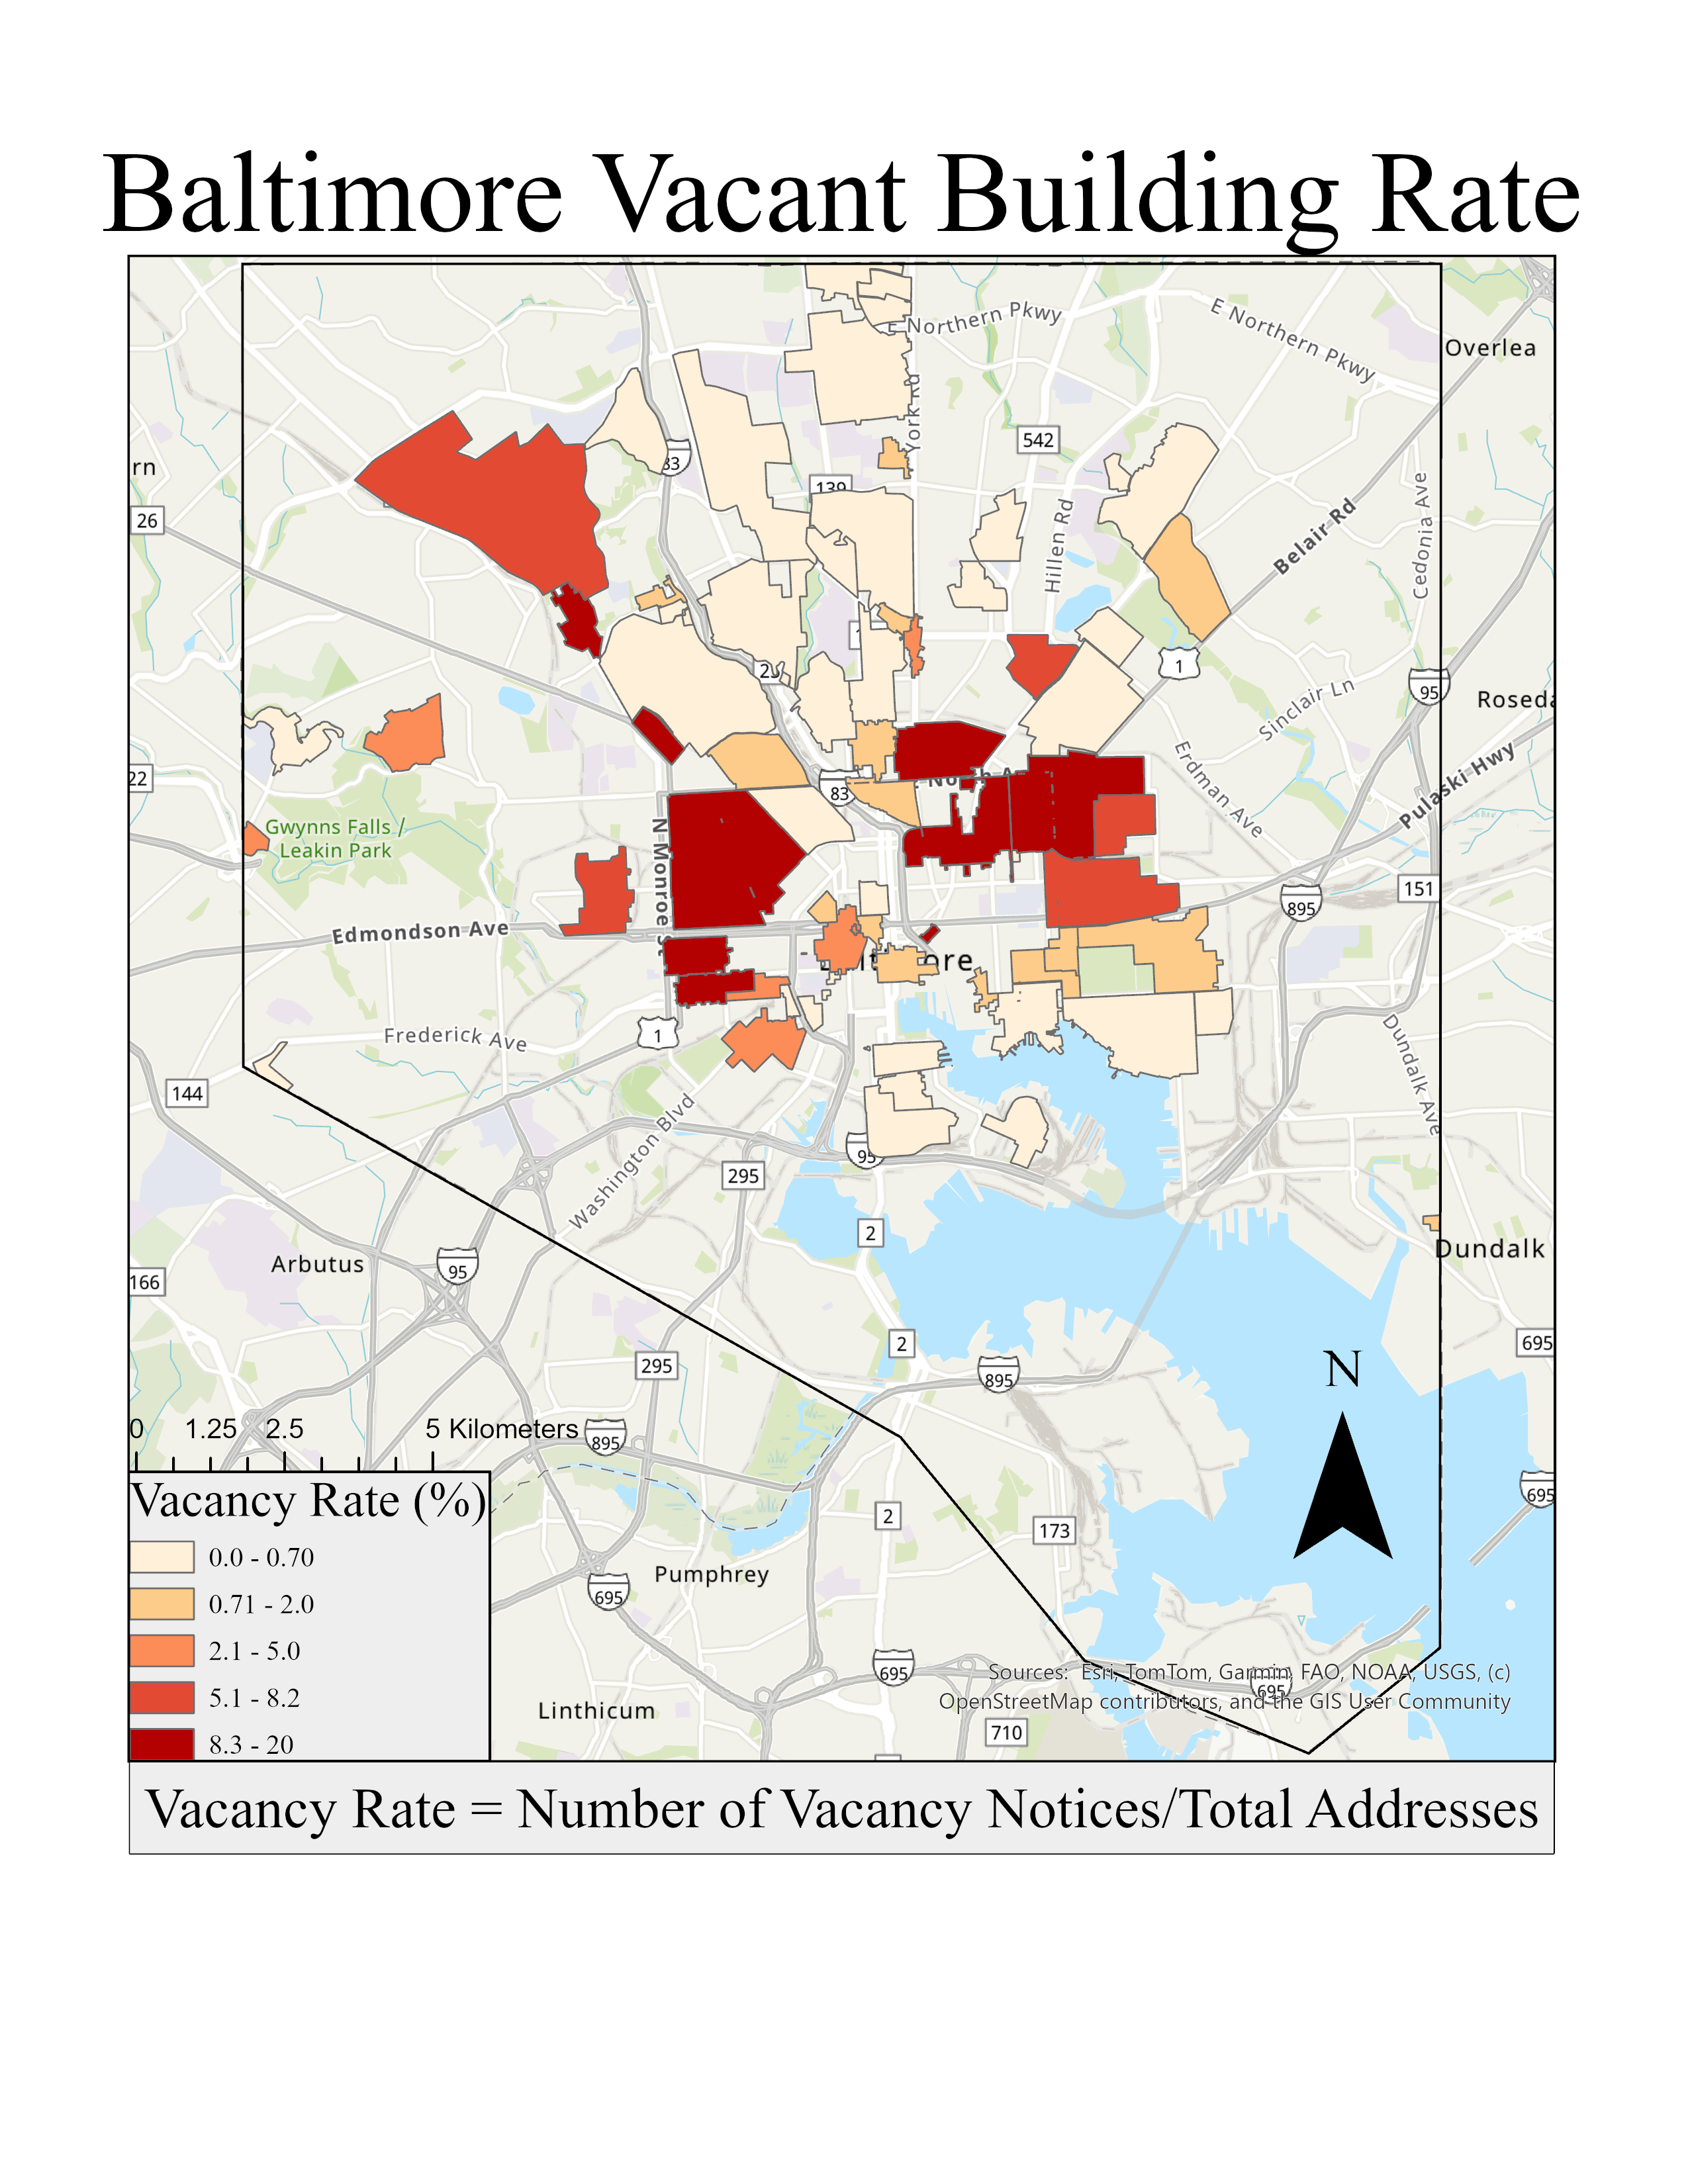 Baltimore Vacant Building Rate
E Northern Pkwy
E Northern Pkwy
Overlea
York Rd
542
83
rn
139
26
Hillen Rd
Belair Rd
Cedonia Ave
1
95
Sinclair Ln
Erdman Ave
Pulaski Hwy
22
83
Gwynns Falls /
Leakin Park
N Monroe
151
895
Edmondson Ave
1
Frederick Ave
Dundalk Ave
144
Washington Blvd
95
295
2
Dundalk
Arbutus
95
166
695
2
295
895
N
0 1.25 2.5 5 Kilometers
895
695
Vacancy Rate (%)
0.0 - 0.70
0.71 - 2.0
2.1 - 5.0
5.1 - 8.2
8.3 - 20
2
173
Pumphrey
695
695
Linthicum
710
695
Sources: Esri, TomTom, Garmin, FAO, NOAA, USGS, (c)
OpenStreetMap contributors, and the GIS User Community
Vacancy Rate = Number of Vacancy Notices/Total Addresses